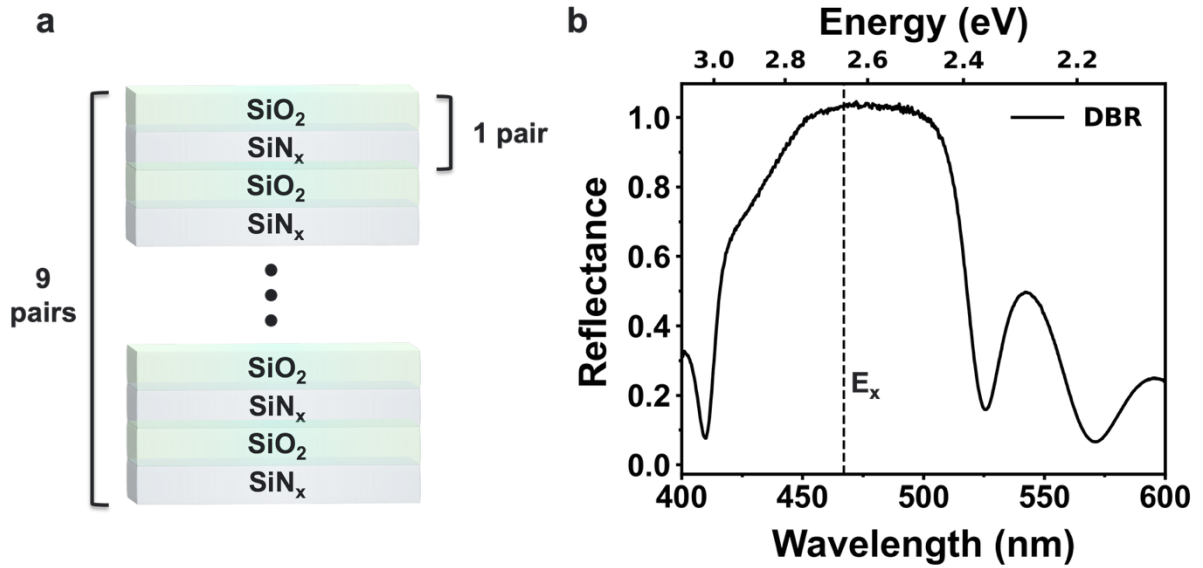 a
SiO₂
SiNₓ
SiO₂
SiNₓ
1 pair
9
pairs
SiO₂
SiNₓ
SiO₂
SiNₓ
b
Energy (eV)
3.0 2.8 2.6 2.4 2.2
DBR
Eₓ
Reflectance
1.0
0.8
0.6
0.4
0.2
0.0
400 450 500 550 600
Wavelength (nm)